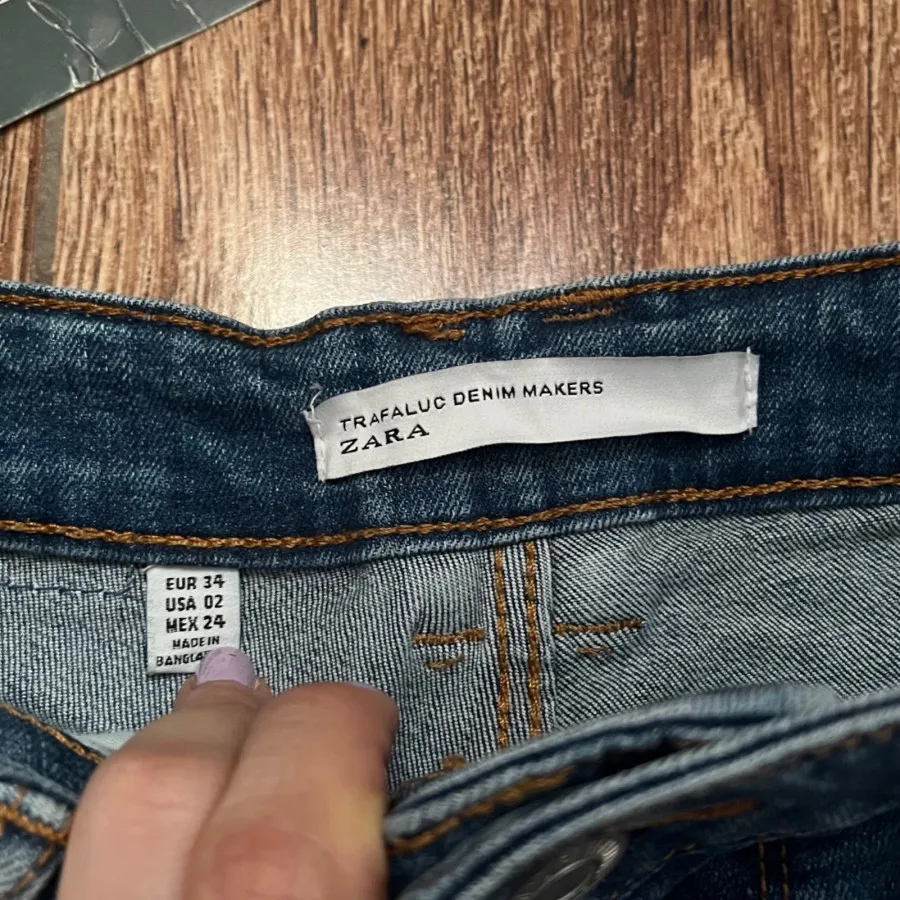 TRAFALUC DENIM MAKERS
ZARA
EUR 34
USA 02
MEX 24
MADE IN